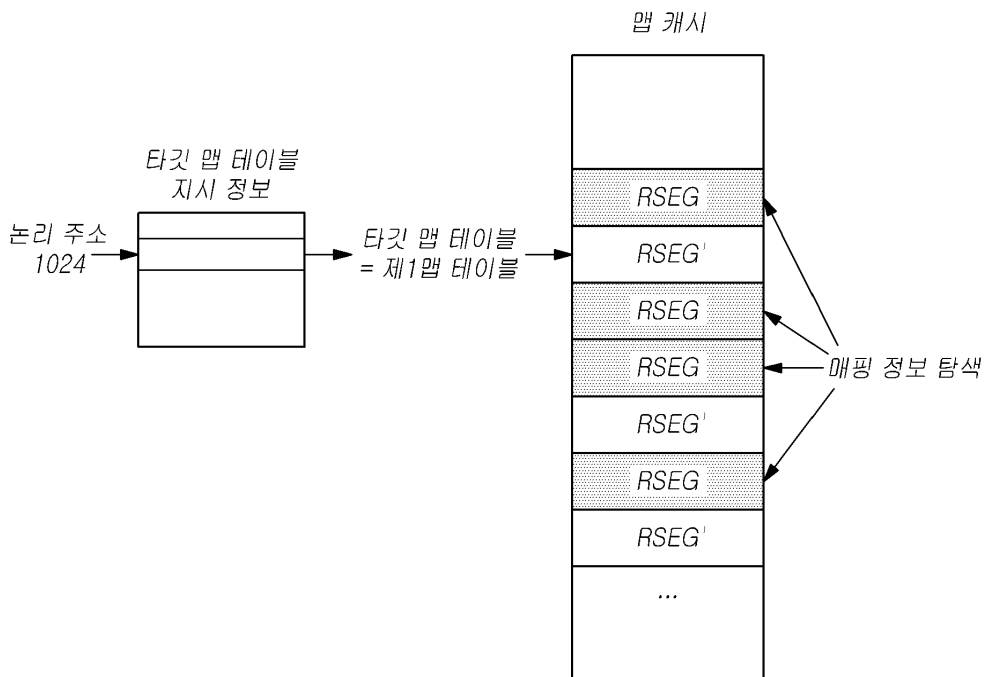 맵 캐시
타깃 맵 테이블
지시 정보
논리 주소
1024
타깃 맵 테이블
= 제1맵 테이블
RSEG
RSEG'
RSEG
RSEG
RSEG'
RSEG
RSEG'
...
매핑 정보 탐색